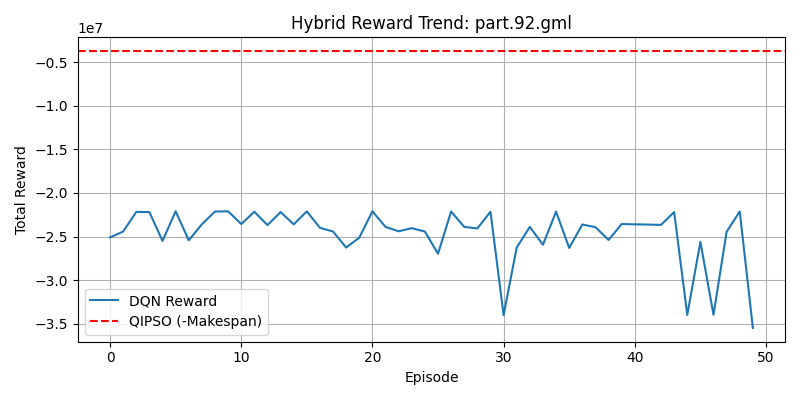 Hybrid Reward Trend: part.92.gml
1e7
−0.5
−1.0
−1.5
−2.0
−2.5
−3.0
−3.5
Total Reward
DQN Reward
QIPSO (-Makespan)
0 10 20 30 40 50
Episode